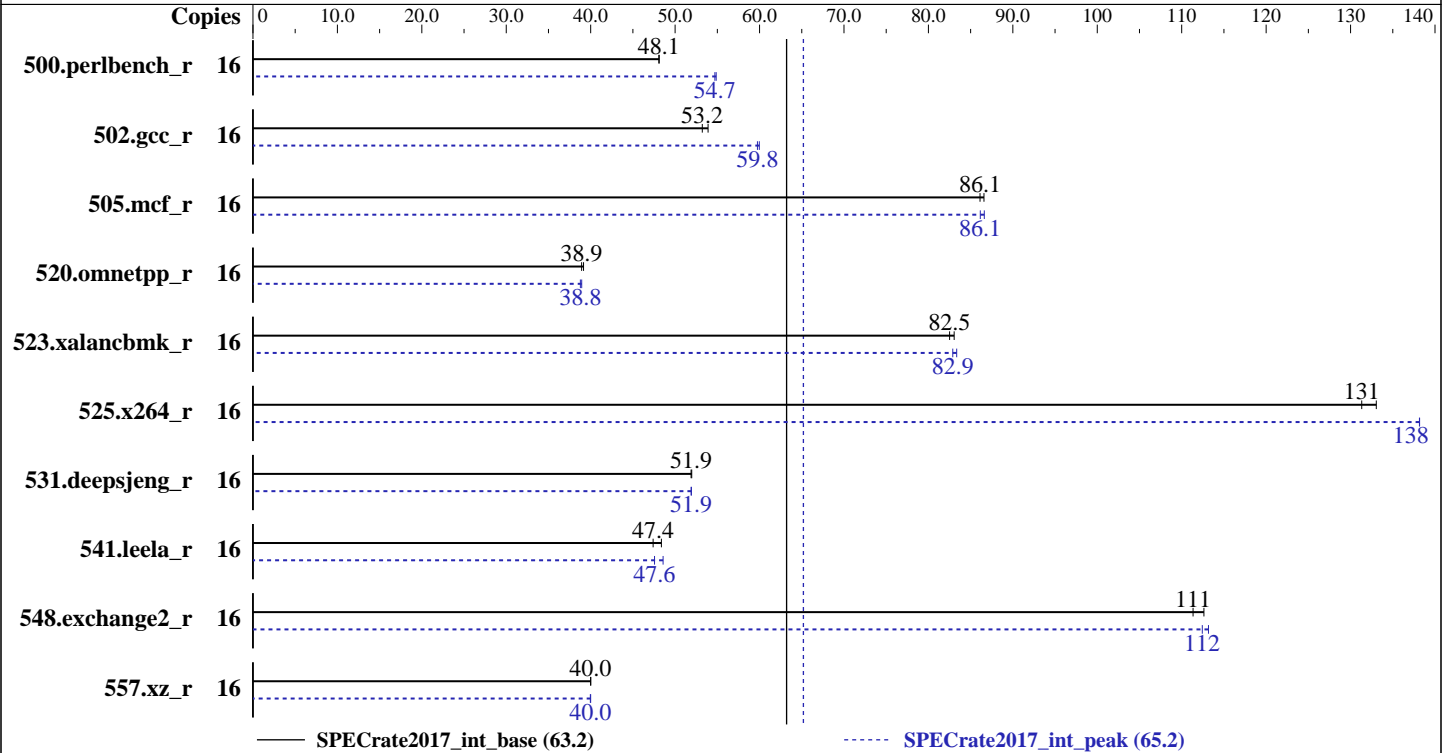 Copies 0 10.0 20.0 30.0 40.0 50.0 60.0 70.0 80.0 90.0 100 110 120 130 140
48.1
500.perlbench_r 16
54.7
53.2
502.gcc_r 16
59.8
86.1
505.mcf_r 16
86.1
38.9
520.omnetpp_r 16
38.8
82.5
523.xalancbmk_r 16
82.9
131
525.x264_r 16
138
51.9
531.deepsjeng_r 16
51.9
47.4
541.leela_r 16
47.6
111
548.exchange2_r 16
112
40.0
557.xz_r 16
40.0
SPECrate2017_int_base (63.2) SPECrate2017_int_peak (65.2)